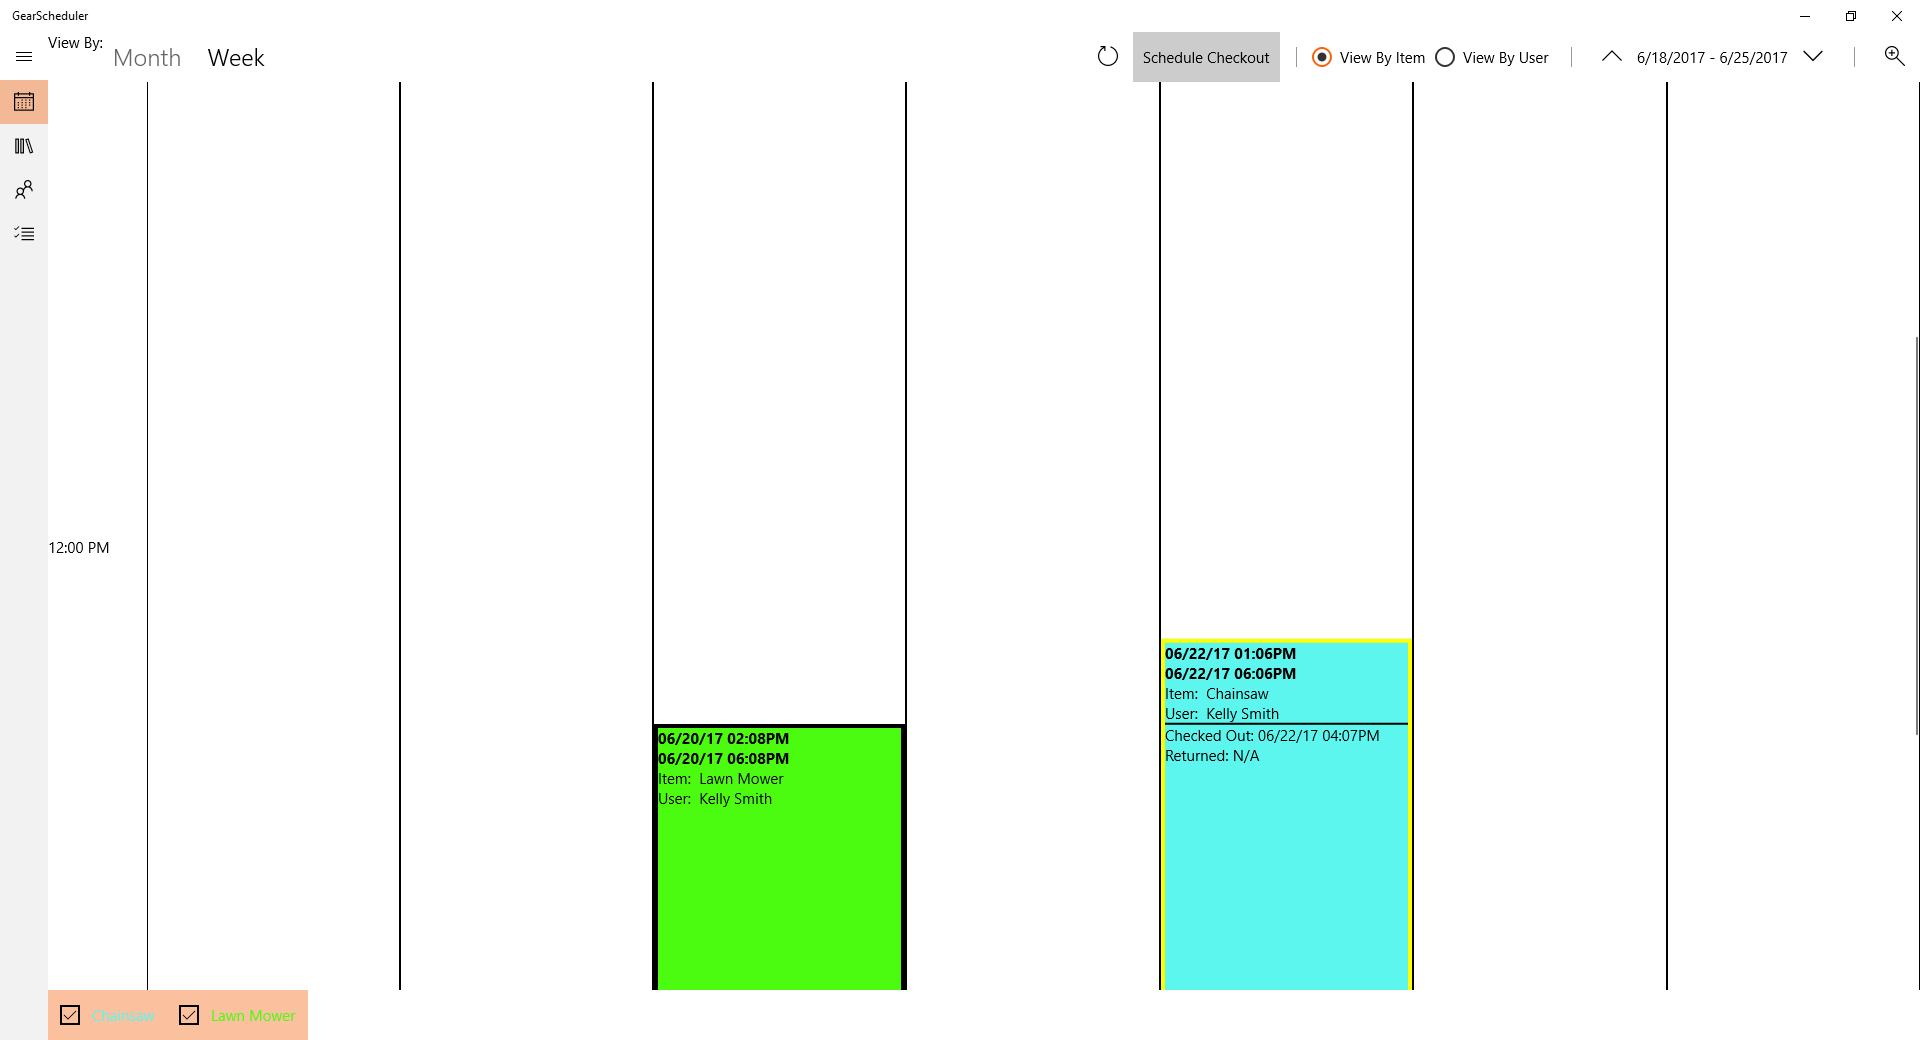 GearScheduler
View By:
Month
Week
Schedule Checkout
View By Item
View By User
6/18/2017 - 6/25/2017
12:00 PM
06/22/17 01:06PM
06/22/17 06:06PM
Item: Chainsaw
User: Kelly Smith
Checked Out: 06/22/17 04:07PM
Returned: N/A
06/20/17 02:08PM
06/20/17 06:08PM
Item: Lawn Mower
User: Kelly Smith
Chainsaw
Lawn Mower